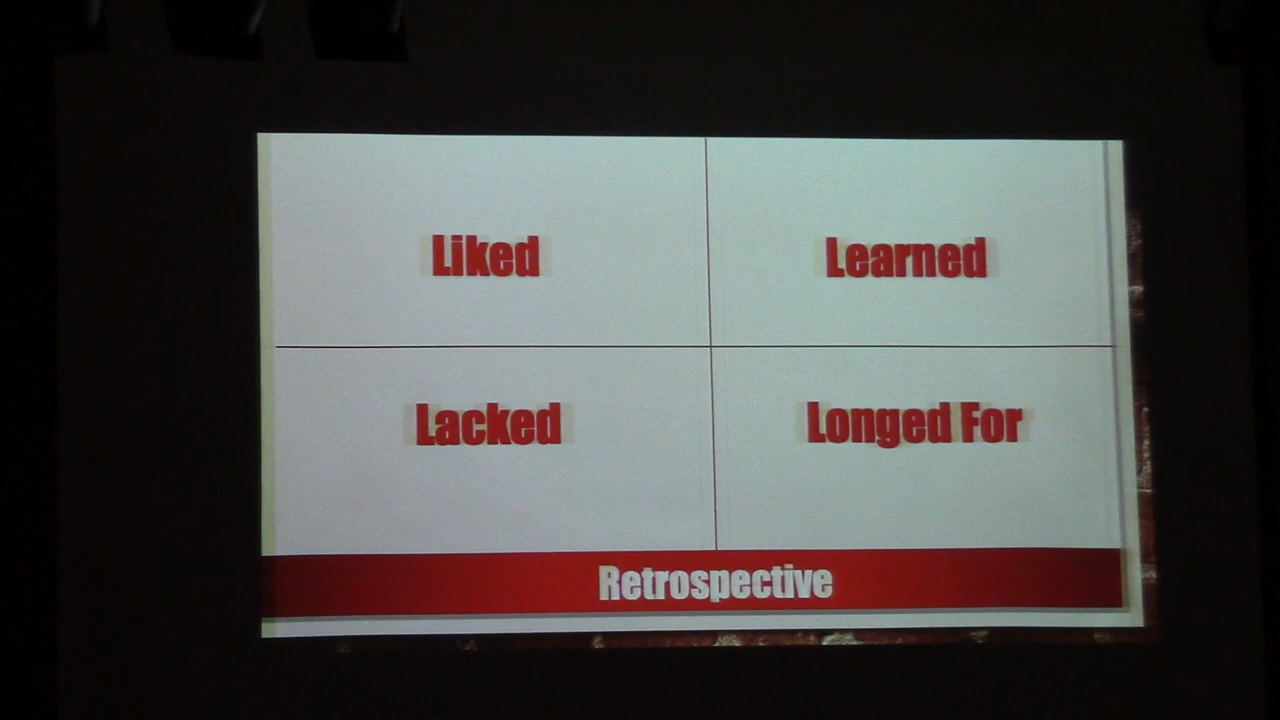 Liked
Learned
Lacked
Longed For
Retrospective